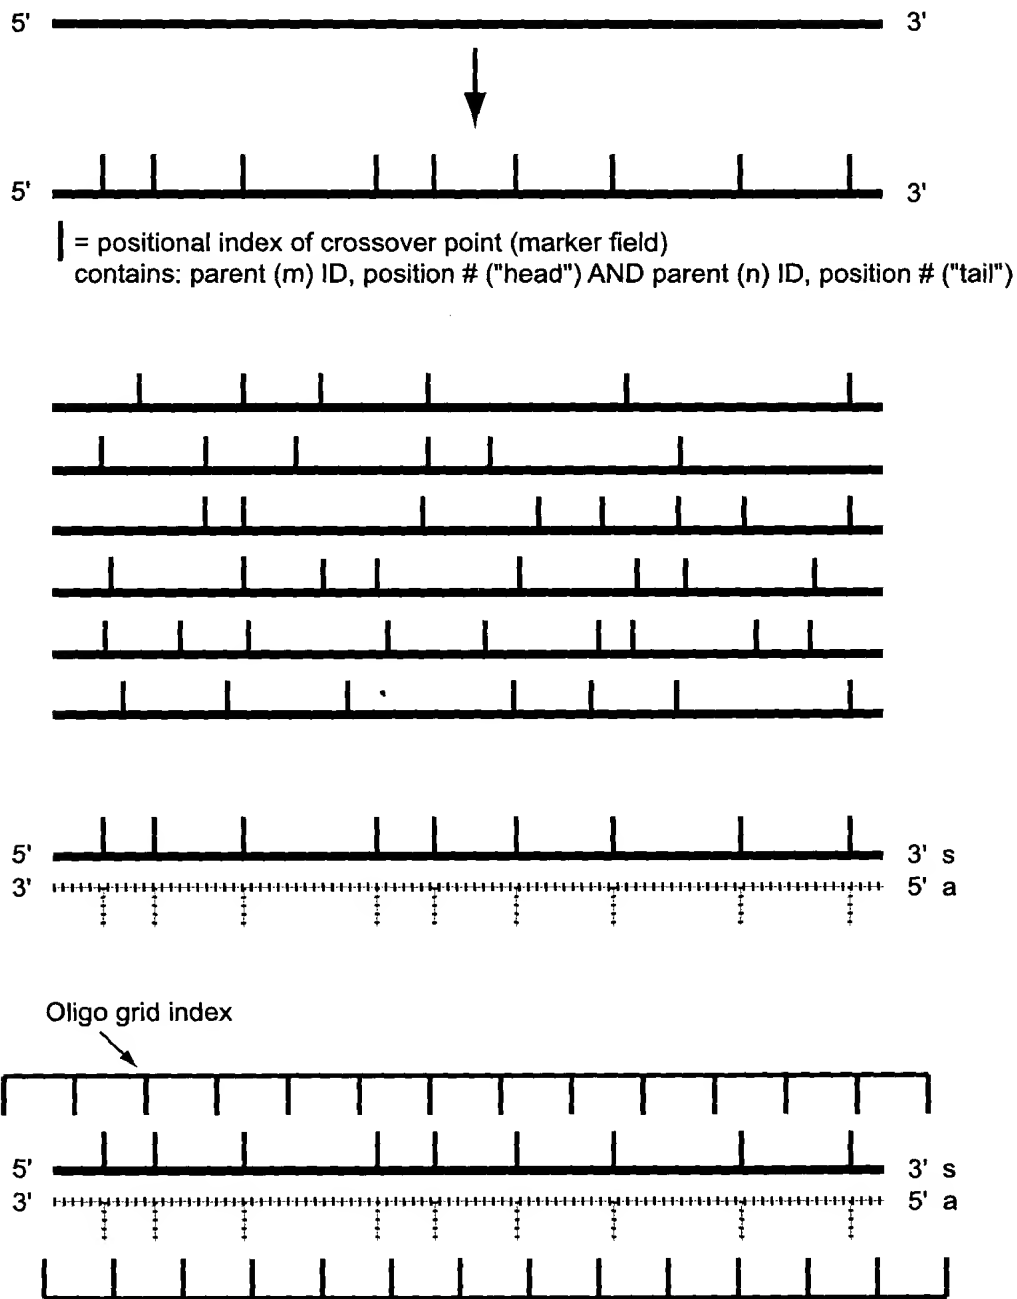 5' 3'
5' 3'
= positional index of crossover point (marker field)
contains: parent (m) ID, position # ("head") AND parent (n) ID, position # ("tail")
5' 3' s
3' 5' a
Oligo grid index
5' 3' s
3' 5' a